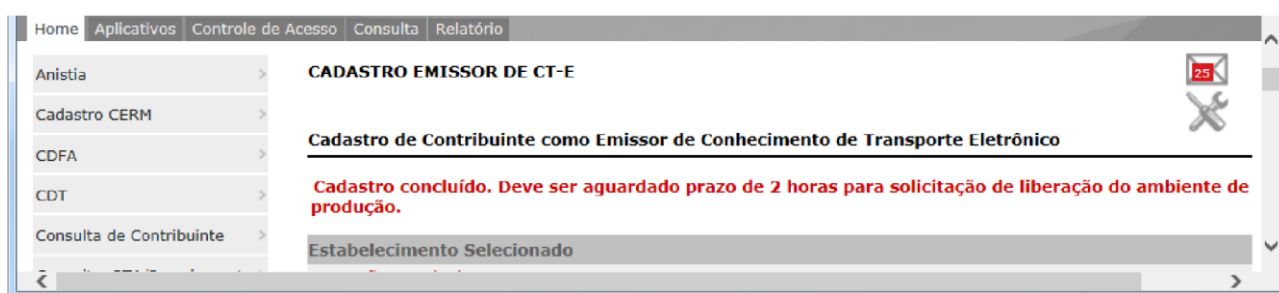 Home Aplicativos Controle de Acesso Consulta Relatório
Anistia >
Cadastro CERM >
CDFA >
CDT >
Consulta de Contribuinte >
CADASTRO EMISSOR DE CT-E
25
Cadastro de Contribuinte como Emissor de Conhecimento de Transporte Eletrônico
Cadastro concluído. Deve ser aguardado prazo de 2 horas para solicitação de liberação do ambiente de
produção.
Estabelecimento Selecionado